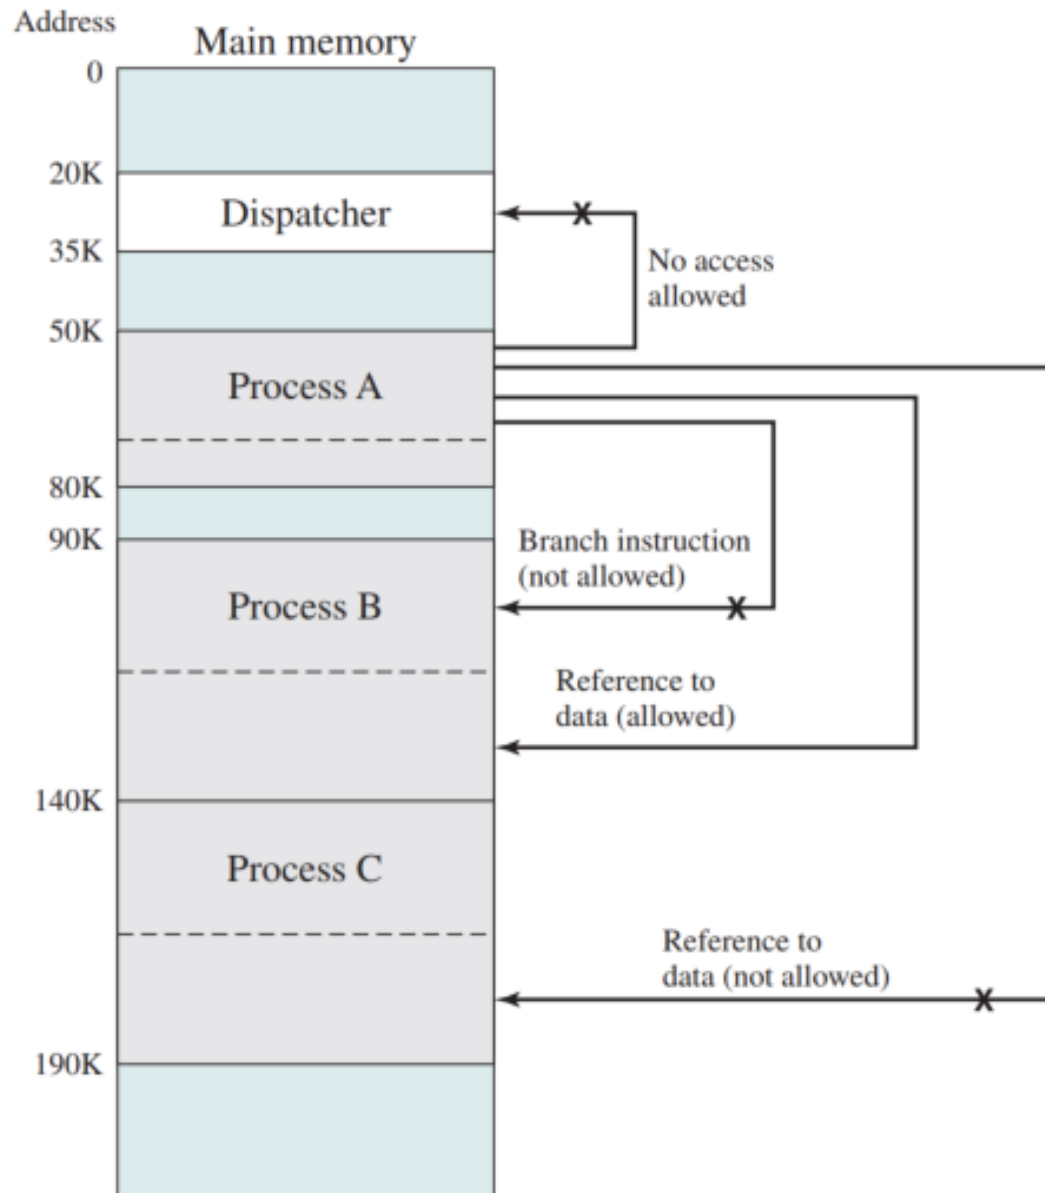 Address
Main memory
0
20K
Dispatcher
35K
No access
allowed
50K
Process A
80K
90K
Branch instruction
(not allowed)
Process B
Reference to
data (allowed)
140K
Process C
Reference to
data (not allowed)
190K